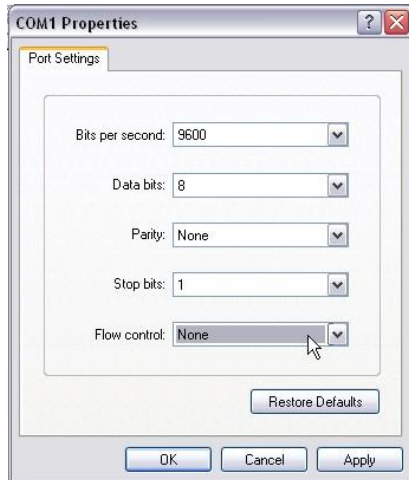 COM1 Properties
Port Settings
Bits per second: 9600
Data bits: 8
Parity: None
Stop bits: 1
Flow control: None
Restore Defaults
OK Cancel Apply